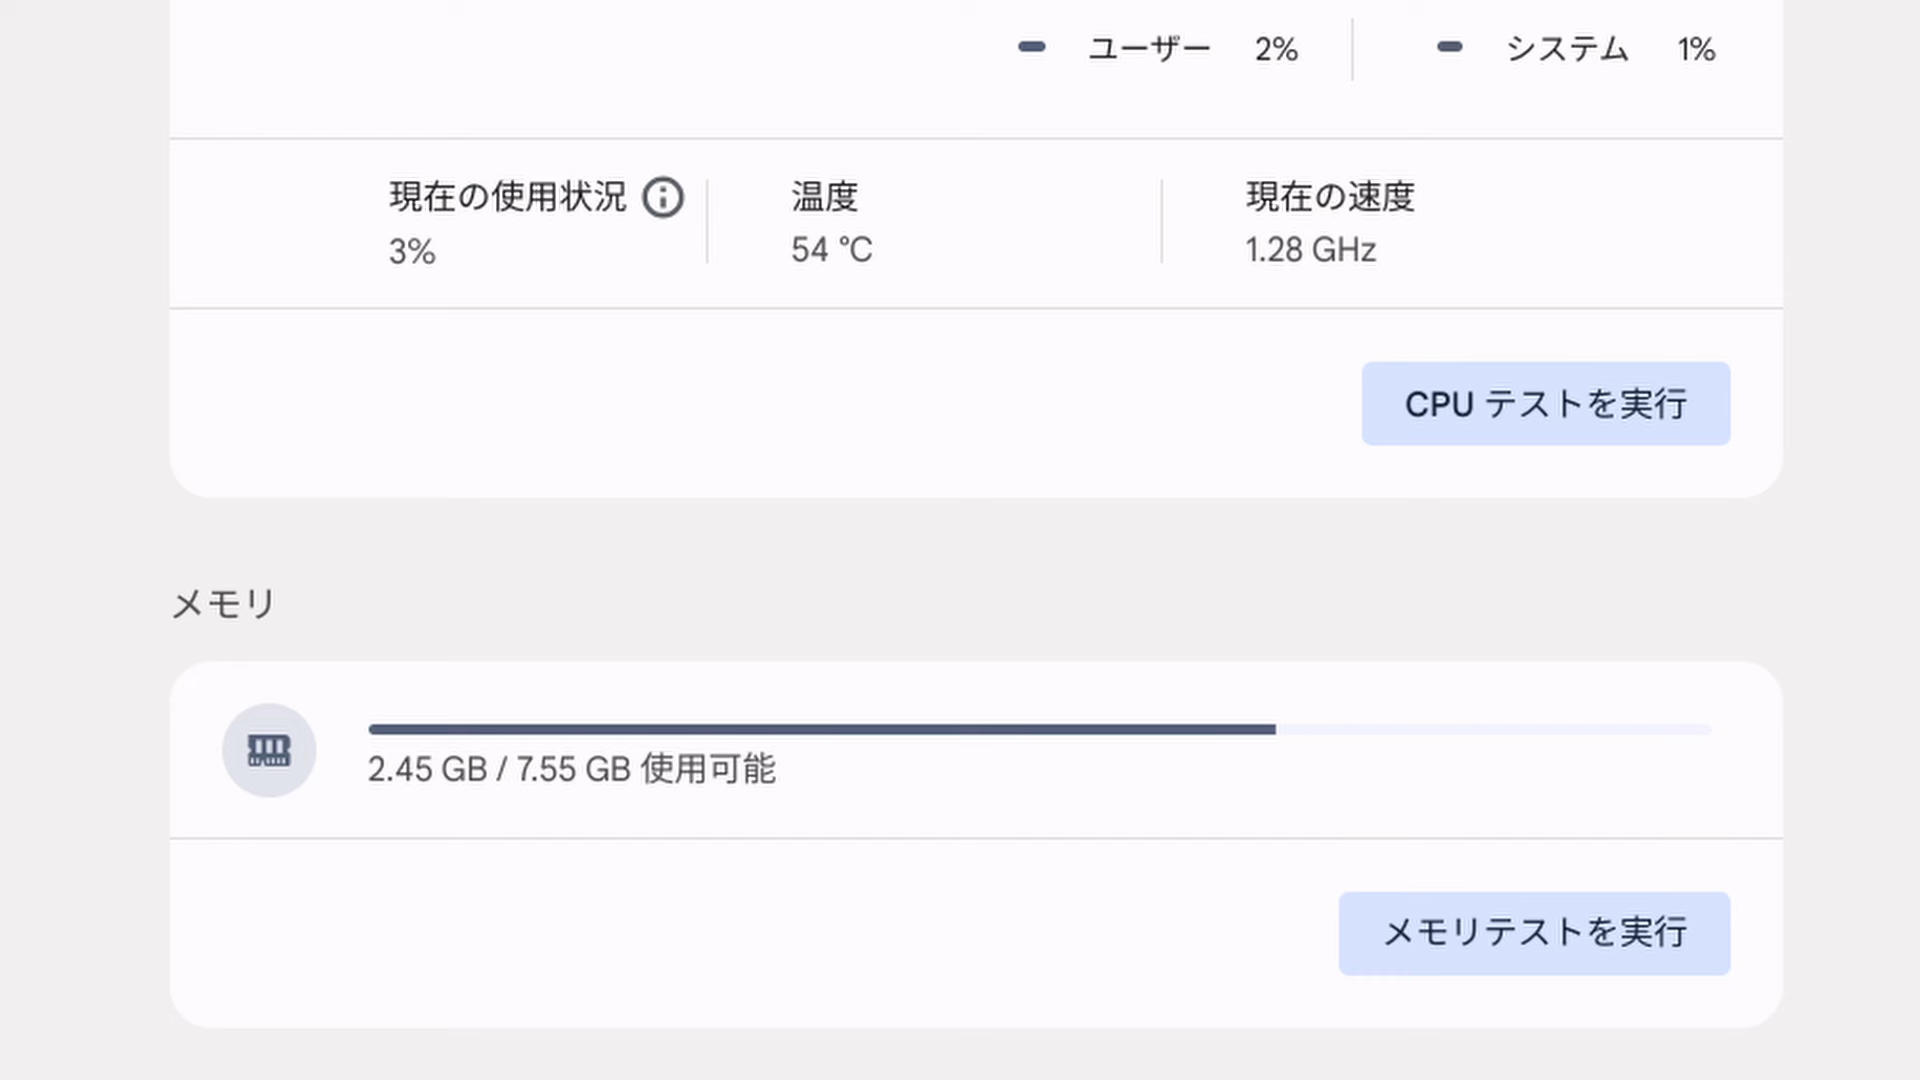 ユーザー 2% システム 1%
現在の使用状況 温度 現在の速度
3% 54 °C 1.28 GHz
CPU テストを実行
メモリ
2.45 GB / 7.55 GB 使用可能
メモリテストを実行